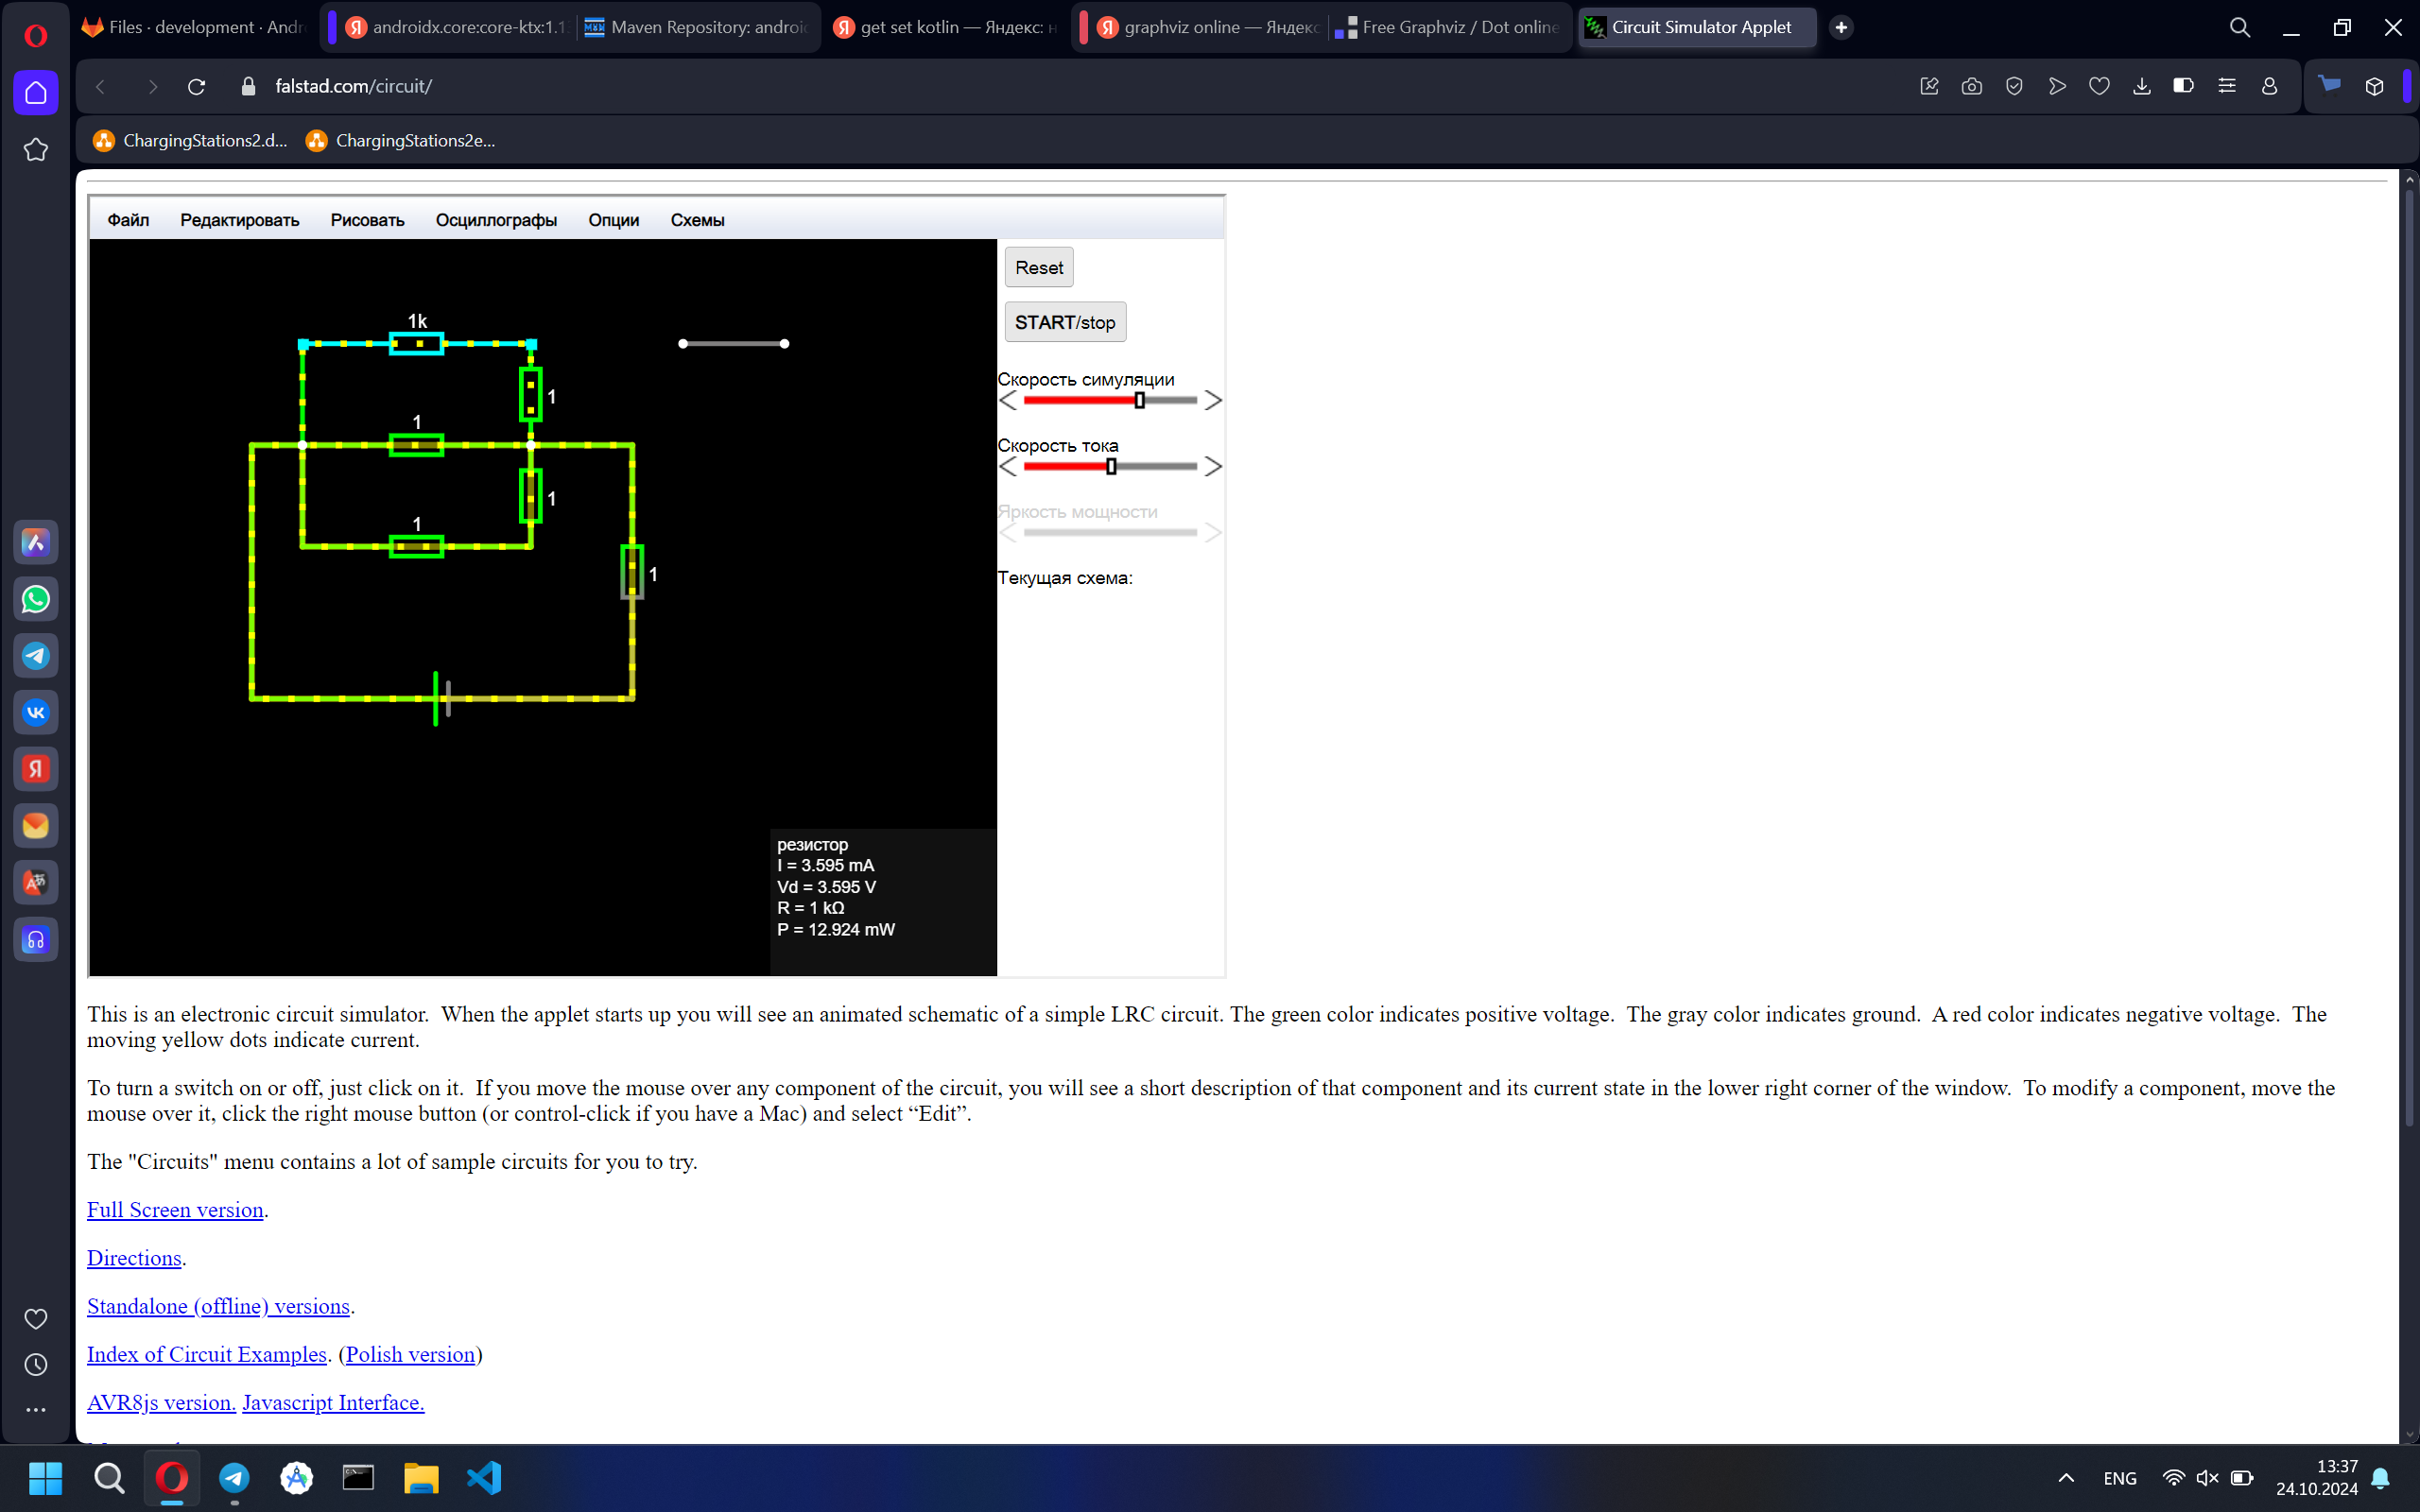 Files · development · Andr
androidx.core:core-ktx:1.1
Maven Repository: androi
get set kotlin — Яндекс: н
graphviz online — Яндекс
Free Graphviz / Dot online
Circuit Simulator Applet
falstad.com/circuit/
ChargingStations2.d...
ChargingStations2e...
Файл Редактировать Рисовать Осциллографы Опции Схемы
Reset
START/stop
Скорость симуляции
Скорость тока
Яркость мощности
Текущая схема:
1k
1
1
1
1
1
резистор
I = 3.595 mA
Vd = 3.595 V
R = 1 kΩ
P = 12.924 mW
This is an electronic circuit simulator.  When the applet starts up you will see an animated schematic of a simple LRC circuit. The green color indicates positive voltage.  The gray color indicates ground.  A red color indicates negative voltage.  The
moving yellow dots indicate current.
To turn a switch on or off, just click on it.  If you move the mouse over any component of the circuit, you will see a short description of that component and its current state in the lower right corner of the window.  To modify a component, move the
mouse over it, click the right mouse button (or control-click if you have a Mac) and select “Edit”.
The "Circuits" menu contains a lot of sample circuits for you to try.
Full Screen version.
Directions.
Standalone (offline) versions.
Index of Circuit Examples. (Polish version)
AVR8js version. Javascript Interface.
ENG
13:37
24.10.2024